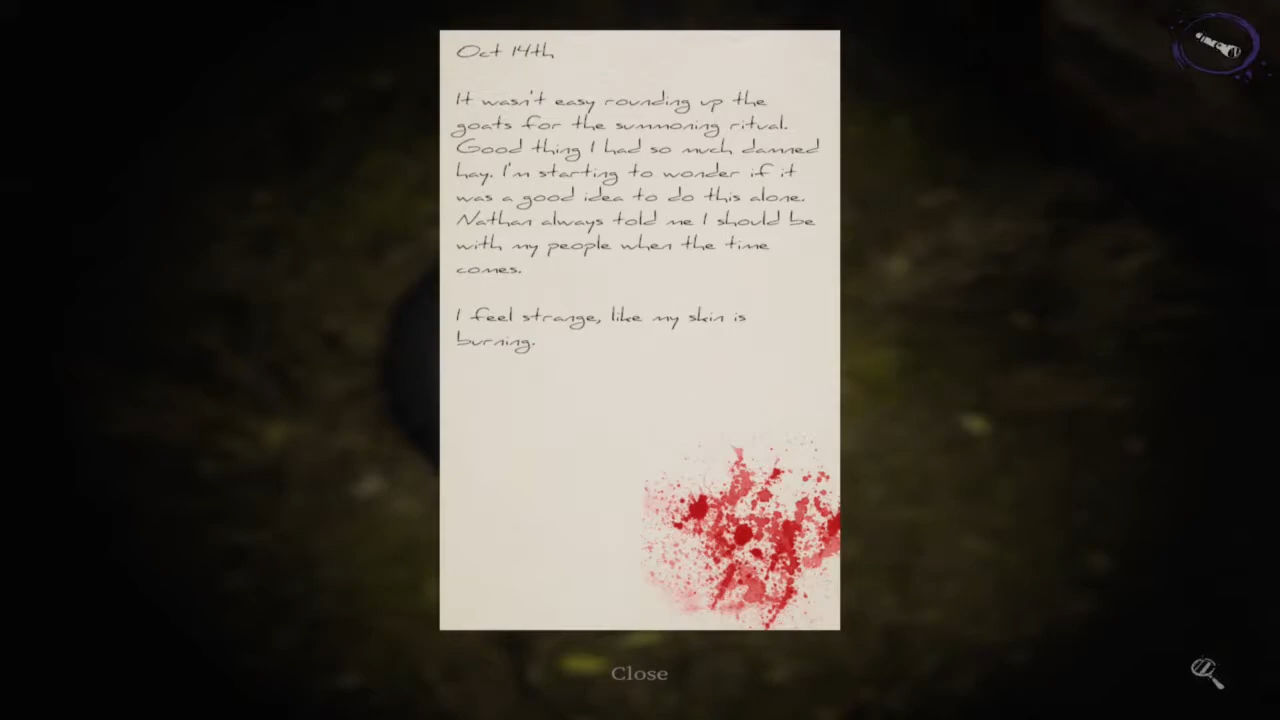 Oct 14th
It wasn't easy rounding up the
goats for the summoning ritual.
Good thing I had so much damned
hay. I'm starting to wonder if it
was a good idea to do this alone.
Nathan always told me I should be
with my people when the time
comes.
I feel strange, like my skin is
burning.
Close